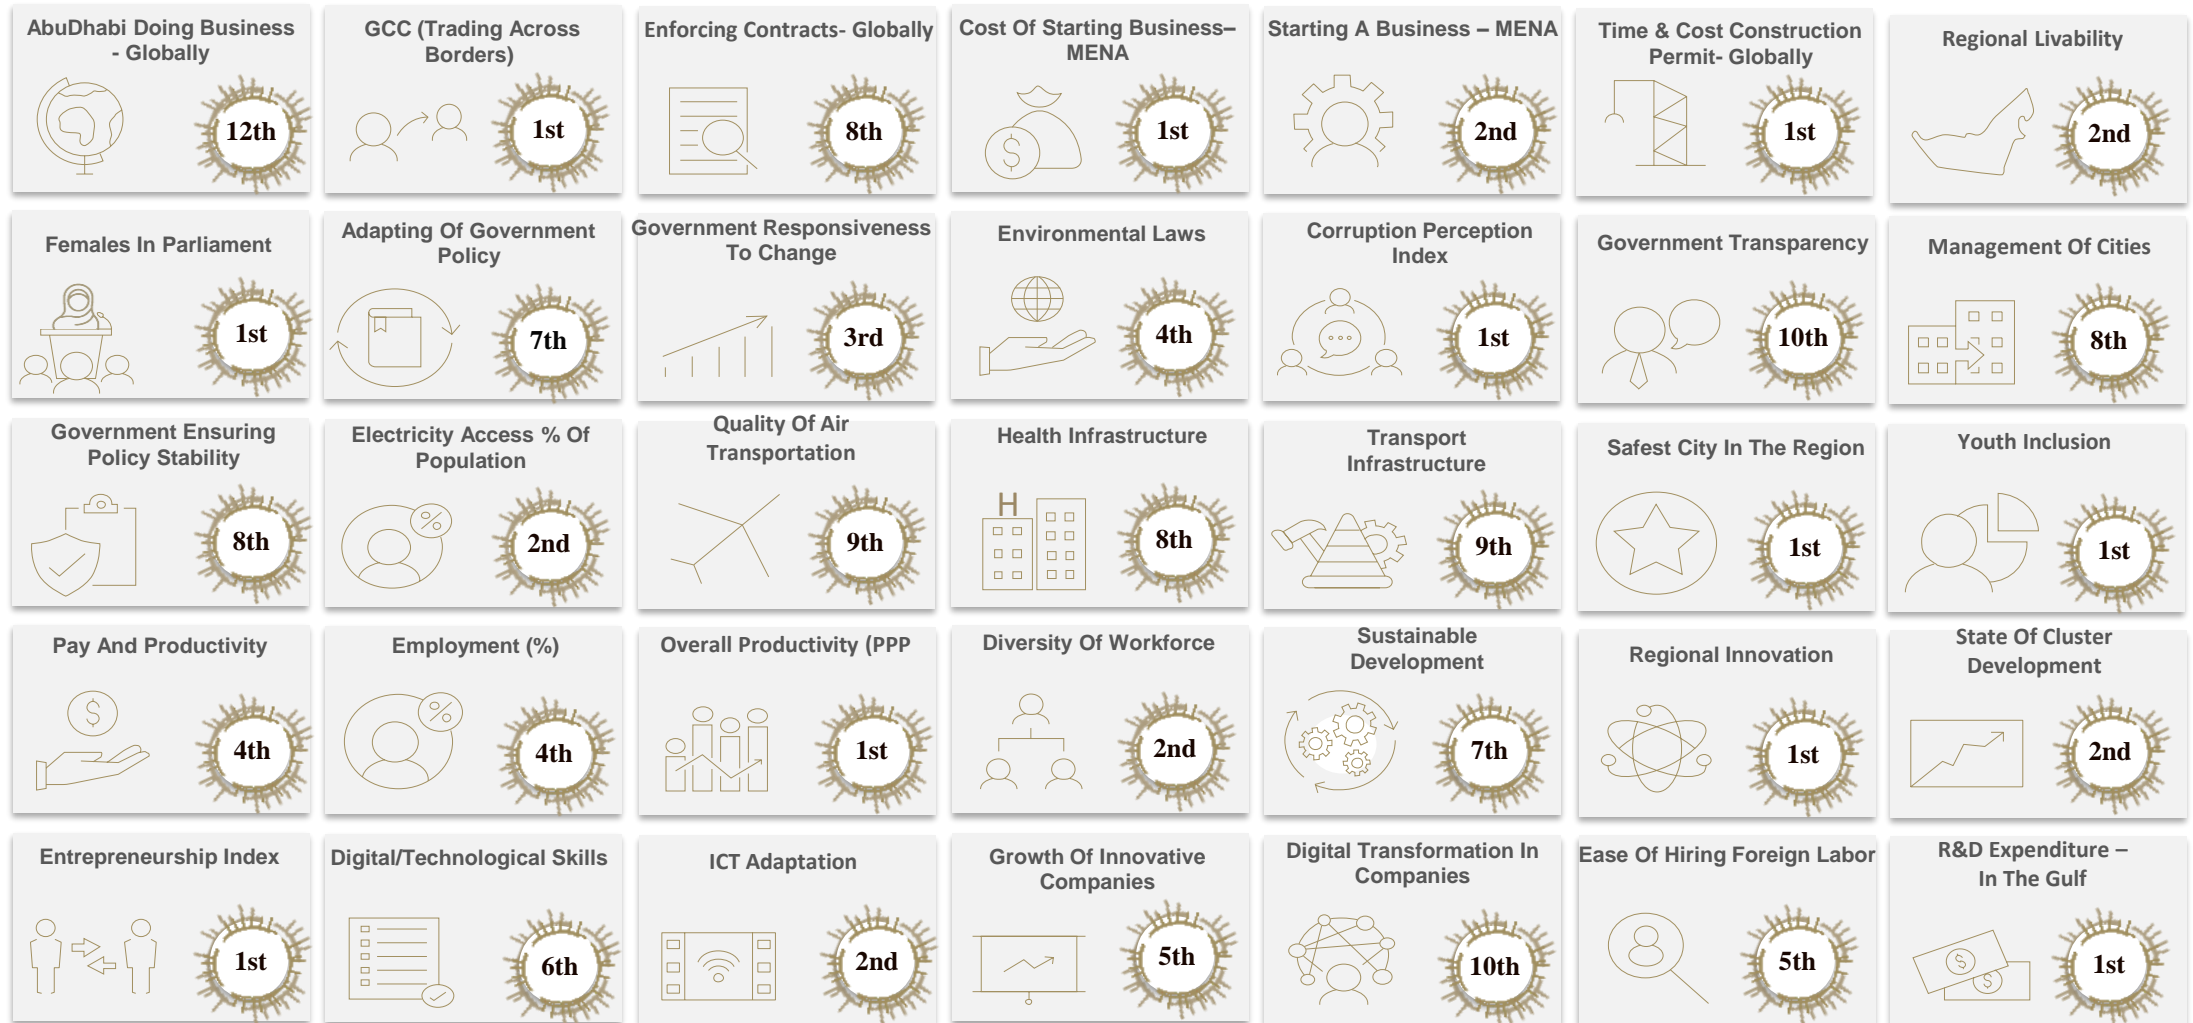 AbuDhabi Doing Business
- Globally
12th
GCC (Trading Across
Borders)
1st
Enforcing Contracts- Globally
8th
Cost Of Starting Business–
MENA
$
1st
Starting A Business – MENA
2nd
Time & Cost Construction
Permit- Globally
1st
Regional Livability
2nd
Females In Parliament
1st
Adapting Of Government
Policy
7th
Government Responsiveness
To Change
3rd
Environmental Laws
4th
Corruption Perception
Index
1st
Government Transparency
10th
Management Of Cities
8th
Government Ensuring
Policy Stability
8th
Electricity Access % Of
Population
%
2nd
Quality Of Air
Transportation
9th
Health Infrastructure
H
8th
Transport
Infrastructure
9th
Safest City In The Region
1st
Youth Inclusion
1st
Pay And Productivity
$
4th
Employment (%)
%
4th
Overall Productivity (PPP
1st
Diversity Of Workforce
2nd
Sustainable
Development
7th
Regional Innovation
1st
State Of Cluster
Development
2nd
Entrepreneurship Index
1st
Digital/Technological Skills
6th
ICT Adaptation
2nd
Growth Of Innovative
Companies
5th
Digital Transformation In
Companies
10th
Ease Of Hiring Foreign Labor
5th
R&D Expenditure –
In The Gulf
$
$
1st